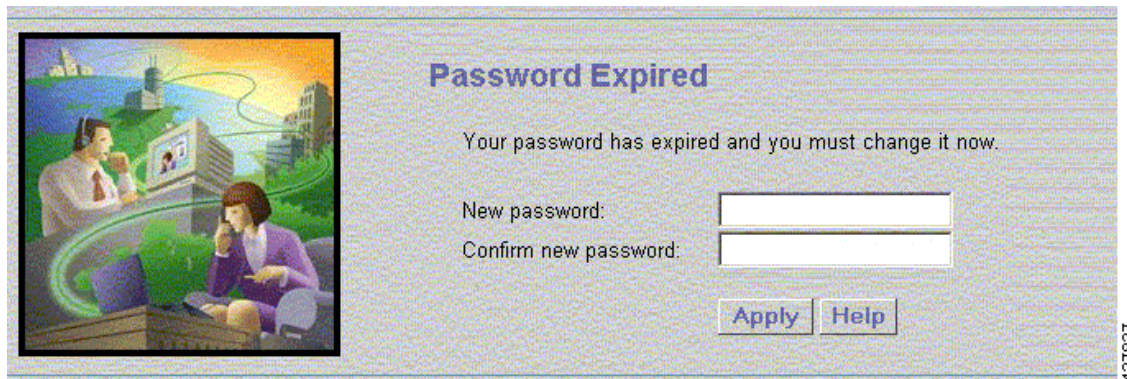 Password Expired
Your password has expired and you must change it now.
New password:
Confirm new password:
Apply Help